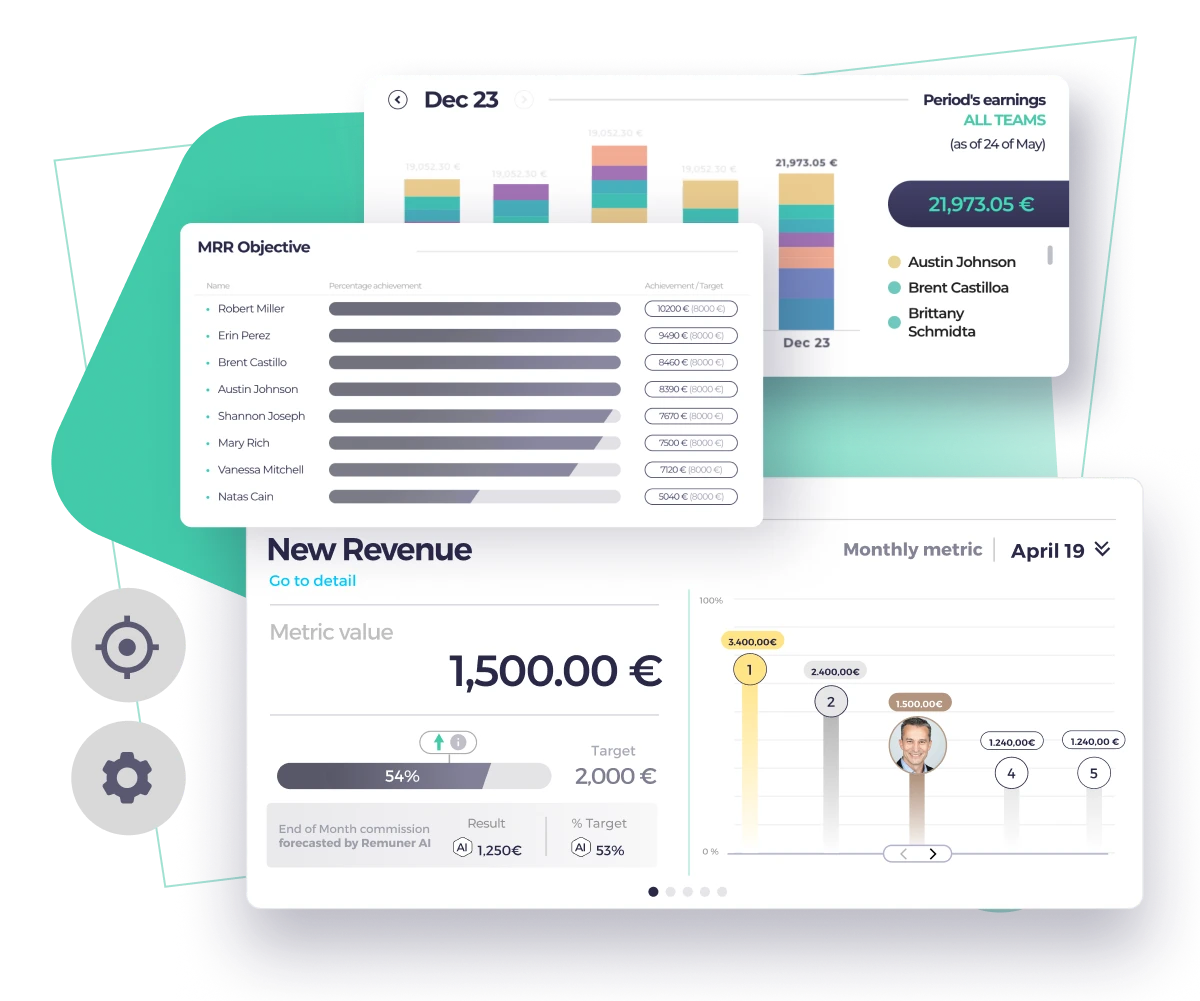 Dec 23
Period's earnings
ALL TEAMS
(as of 24 of May)
19,052.30 €
19,052.30 €
19,052.30 €
19,052.30 €
21,973.05 €
21,973.05 €
Austin Johnson
Brent Castilloa
Brittany
Schmidta
Dec 23
MRR Objective
Name Percentage achievement Achievement / Target
Robert Miller 10200 € (8000 €)
Erin Perez 9490 € (8000 €)
Brent Castillo 8460 € (8000 €)
Austin Johnson 8390 € (8000 €)
Shannon Joseph 7670 € (8000 €)
Mary Rich 7500 € (8000 €)
Vanessa Mitchell 7120 € (8000 €)
Natas Cain 5040 € (8000 €)
New Revenue
Go to detail
Monthly metric April 19
Metric value
1,500.00 €
54%
Target
2,000 €
End of Month commission
forecasted by Remuner AI
Result
AI 1,250€
% Target
AI 53%
100%
3.400,00€
1
2.400,00€
2
1.500,00€
1.240,00€
4
1.240,00 €
5
0 %